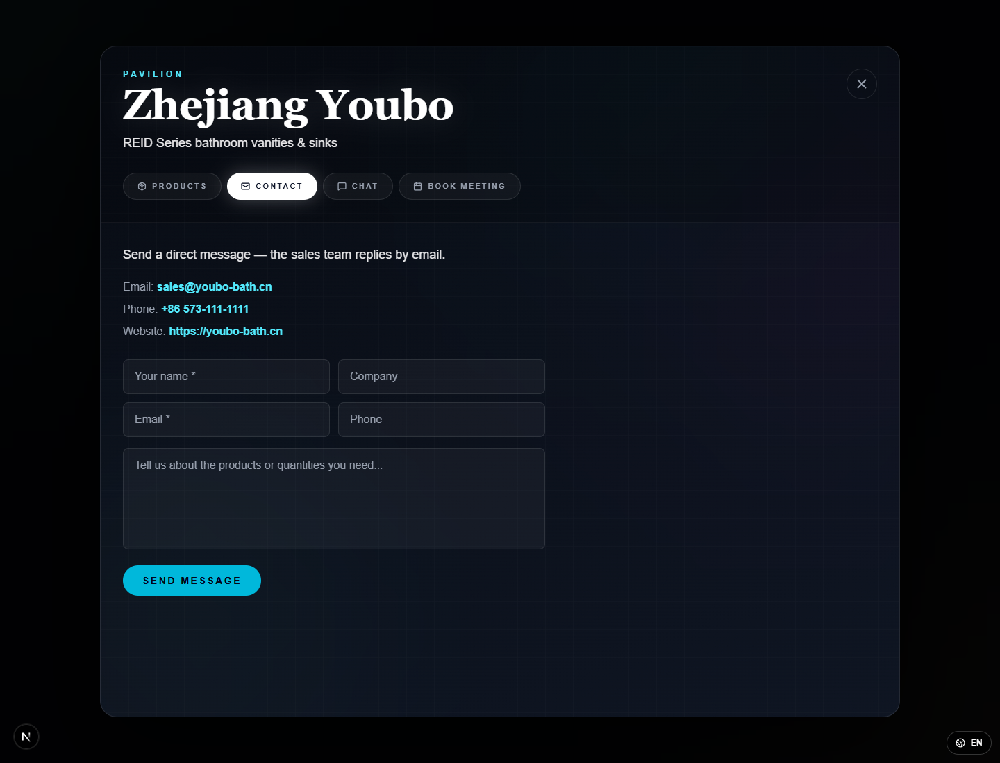 PAVILION
Zhejiang Youbo
REID Series bathroom vanities & sinks
PRODUCTS
CONTACT
CHAT
BOOK MEETING
Send a direct message — the sales team replies by email.
Email: sales@youbo-bath.cn
Phone: +86 573-111-1111
Website: https://youbo-bath.cn
Your name *
Company
Email *
Phone
Tell us about the products or quantities you need...
SEND MESSAGE
N
EN